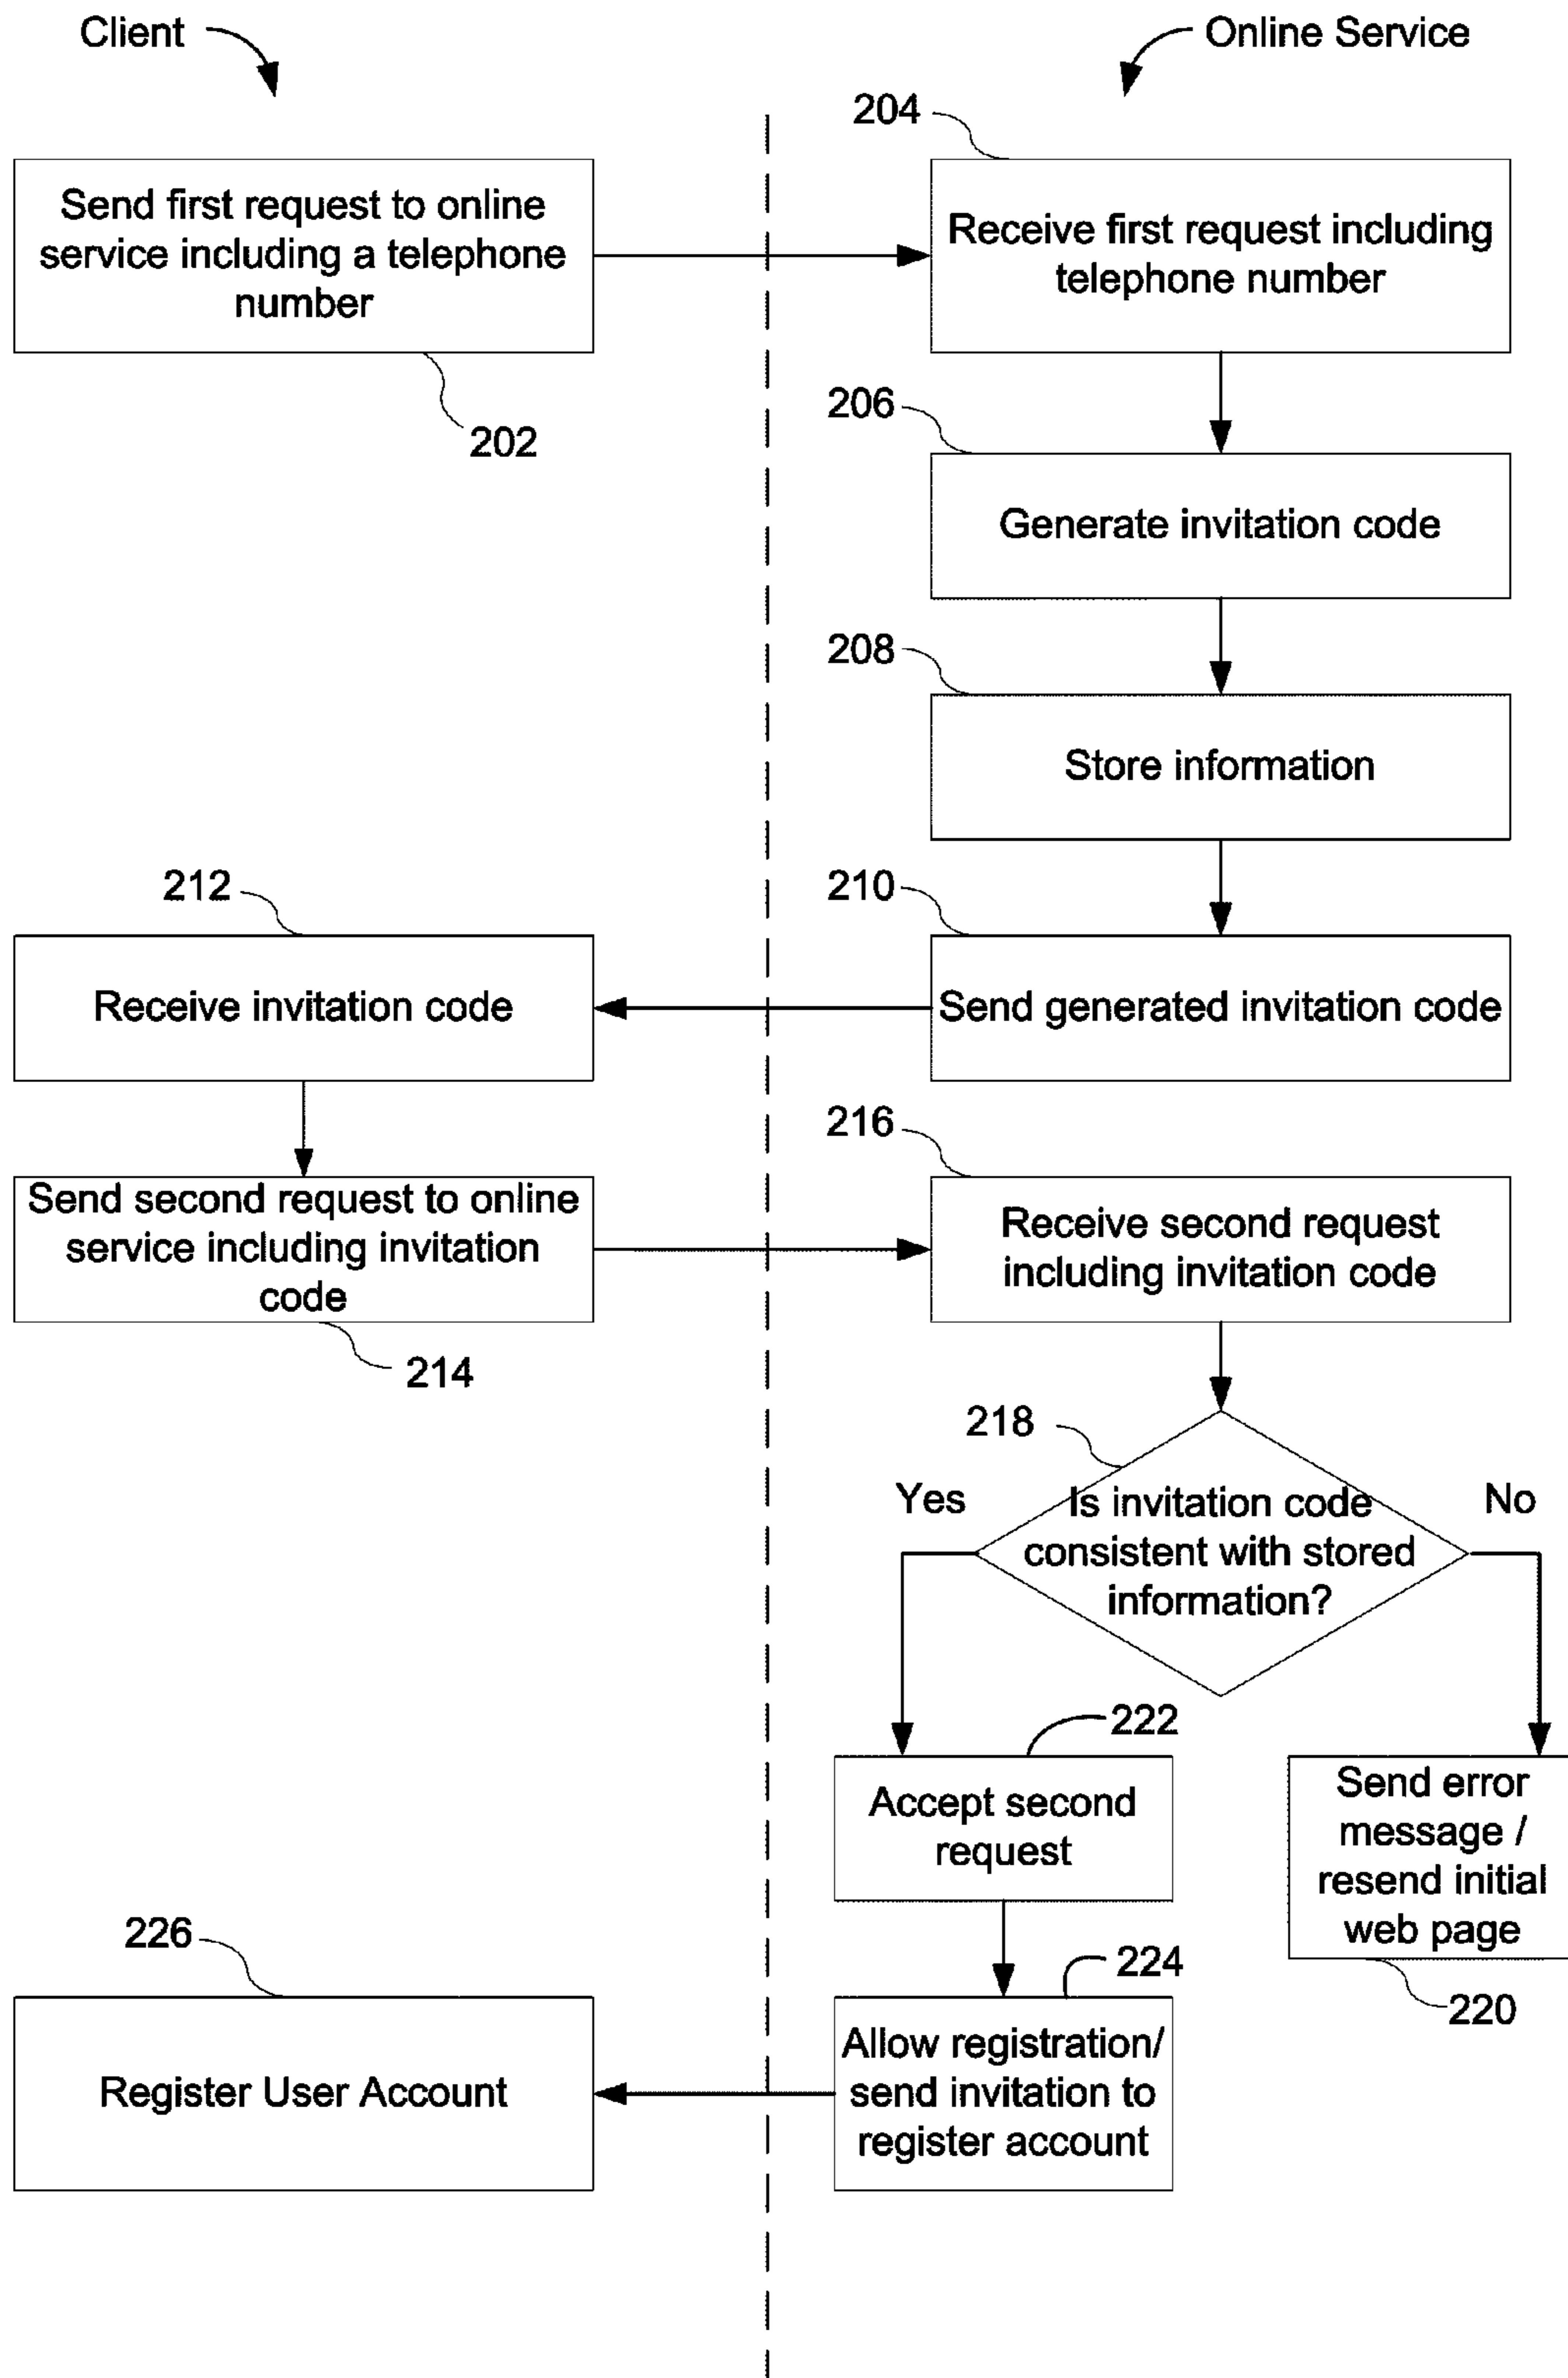 Client
Online Service
204
Send first request to online
service including a telephone
number
Receive first request including
telephone number
202
206
Generate invitation code
208
Store information
212
210
Receive invitation code
Send generated invitation code
216
Send second request to online
service including invitation
code
Receive second request
including invitation code
214
218
Yes
No
Is invitation code
consistent with stored
information?
222
Accept second
request
Send error
message /
resend initial
web page
226
224
220
Register User Account
Allow registration/
send invitation to
register account